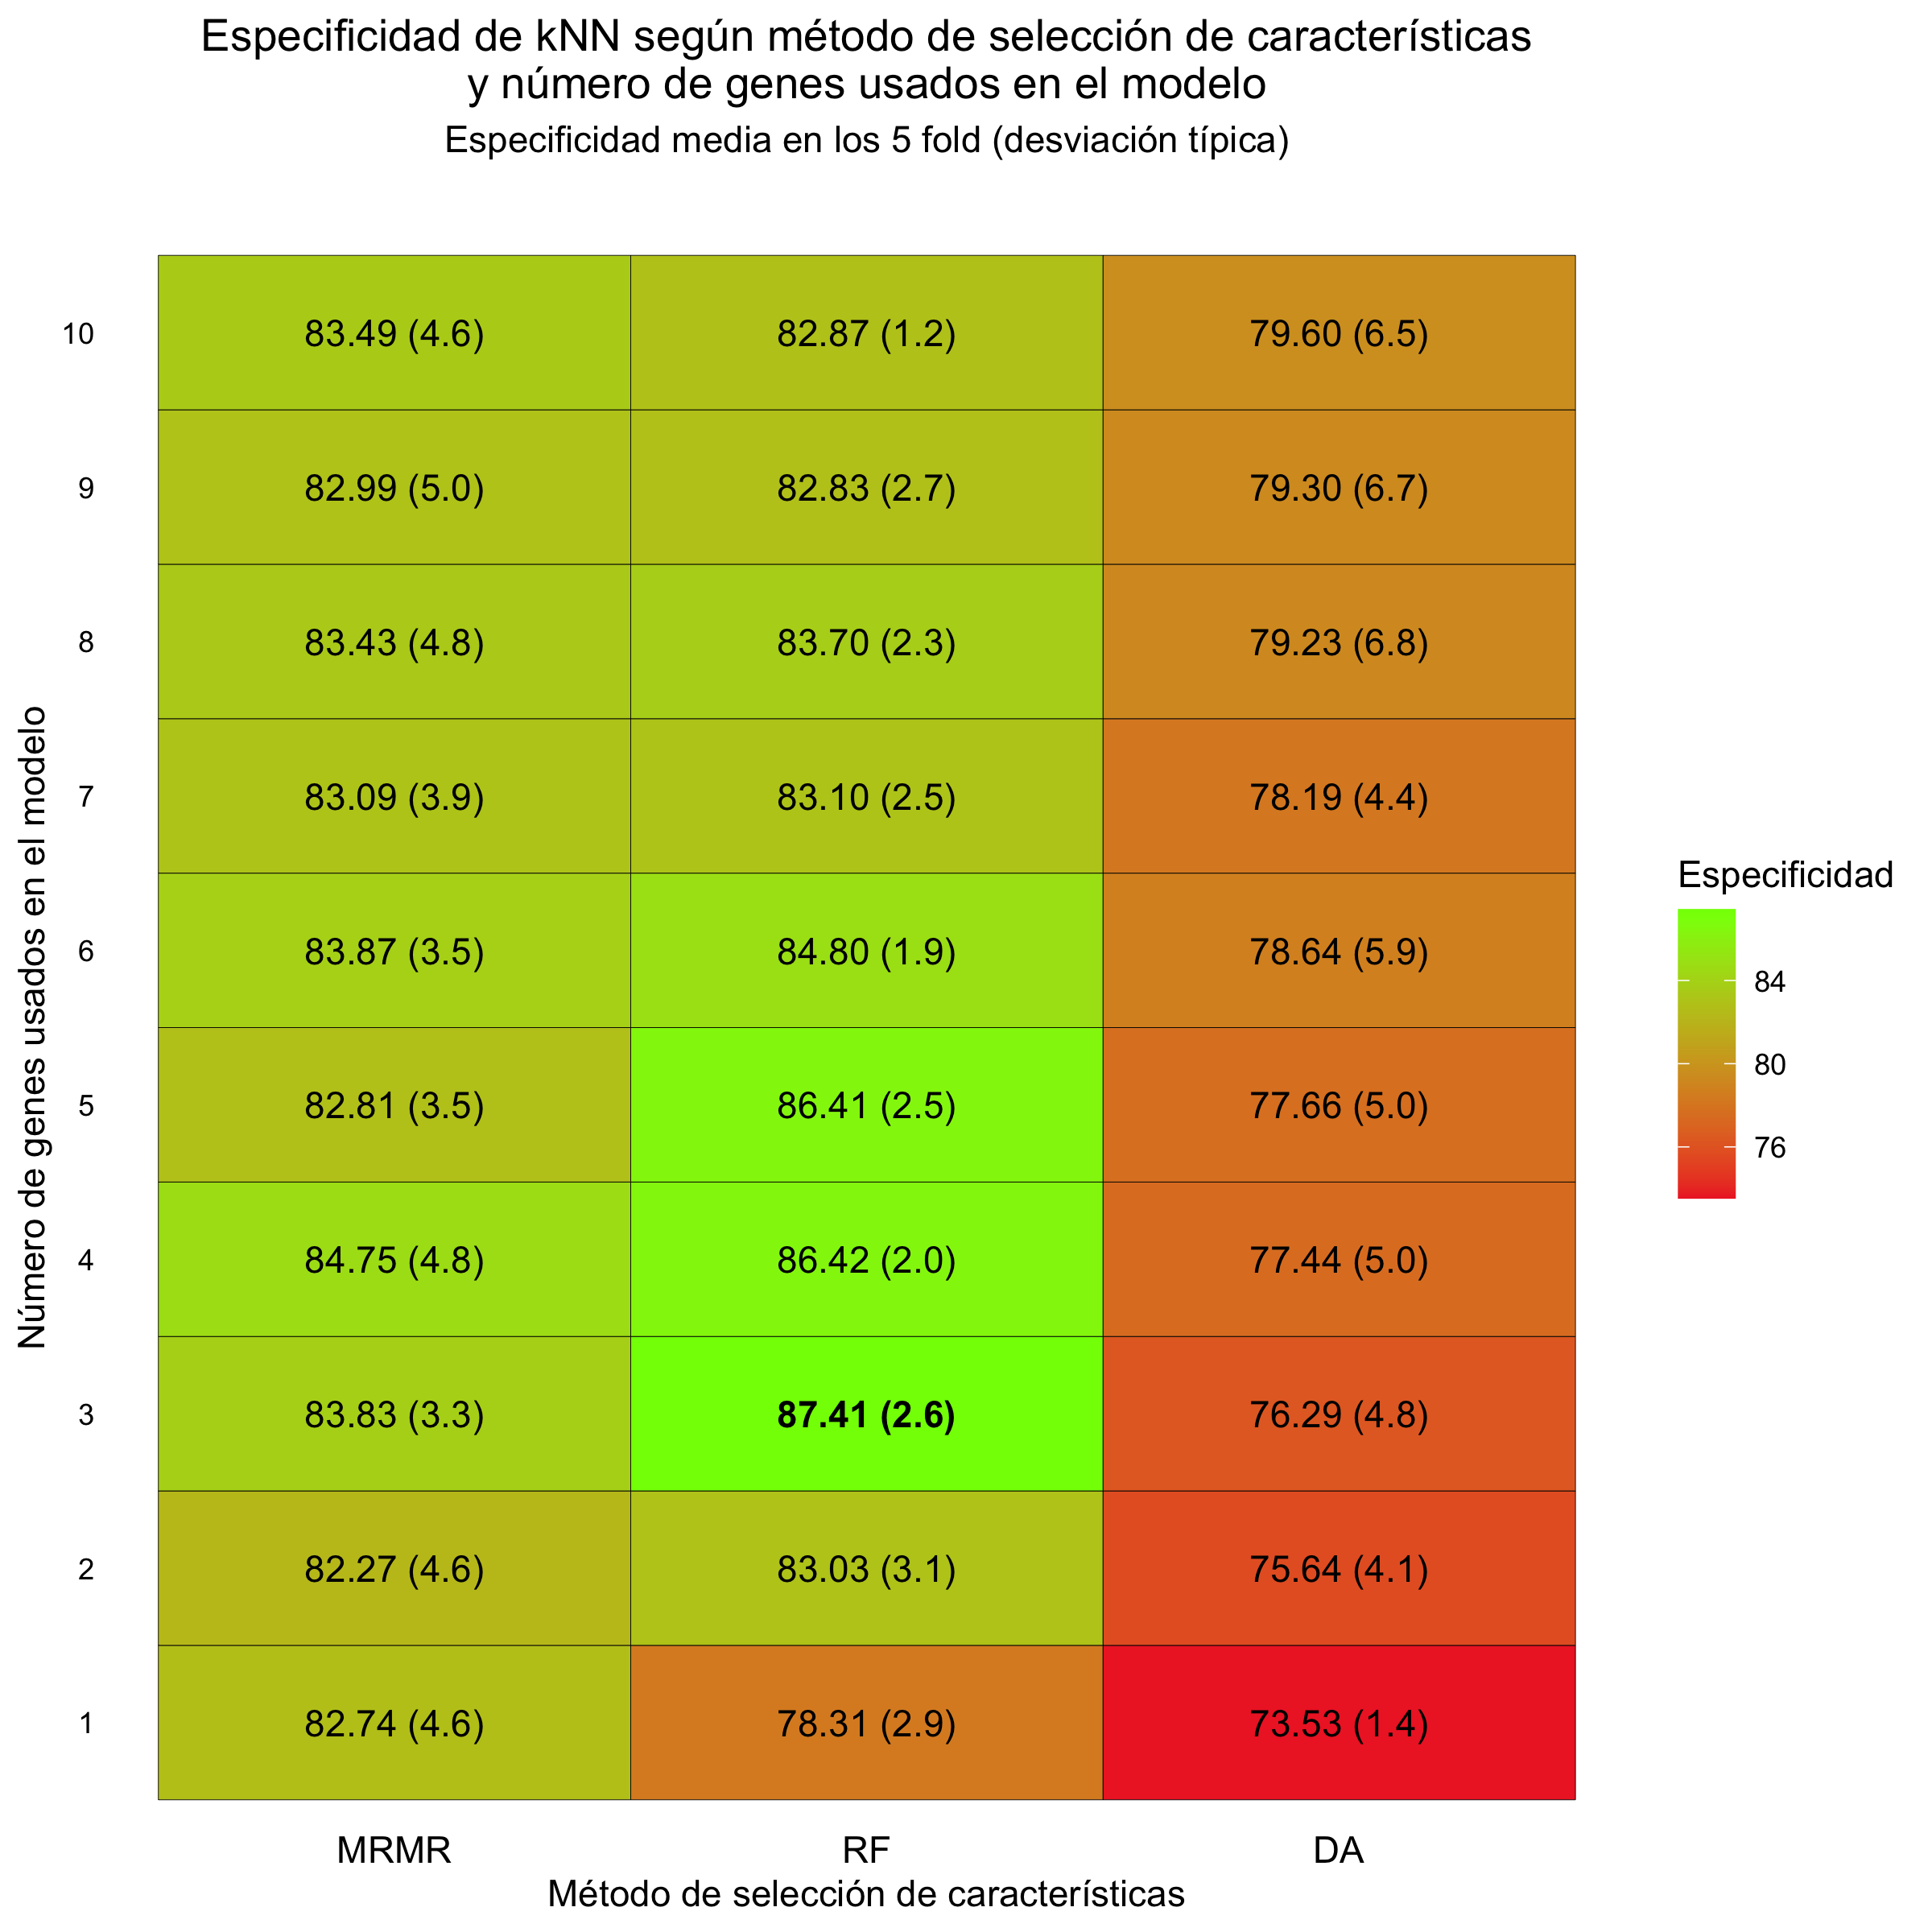 Especificidad de kNN según método de selección de características
y número de genes usados en el modelo
Especificidad media en los 5 fold (desviación típica)
Número de genes usados en el modelo
10 83.49 (4.6) 82.87 (1.2) 79.60 (6.5)
9 82.99 (5.0) 82.83 (2.7) 79.30 (6.7)
8 83.43 (4.8) 83.70 (2.3) 79.23 (6.8)
7 83.09 (3.9) 83.10 (2.5) 78.19 (4.4)
6 83.87 (3.5) 84.80 (1.9) 78.64 (5.9)
5 82.81 (3.5) 86.41 (2.5) 77.66 (5.0)
4 84.75 (4.8) 86.42 (2.0) 77.44 (5.0)
3 83.83 (3.3) 87.41 (2.6) 76.29 (4.8)
2 82.27 (4.6) 83.03 (3.1) 75.64 (4.1)
1 82.74 (4.6) 78.31 (2.9) 73.53 (1.4)
MRMR RF DA
Método de selección de características
Especificidad
84
80
76